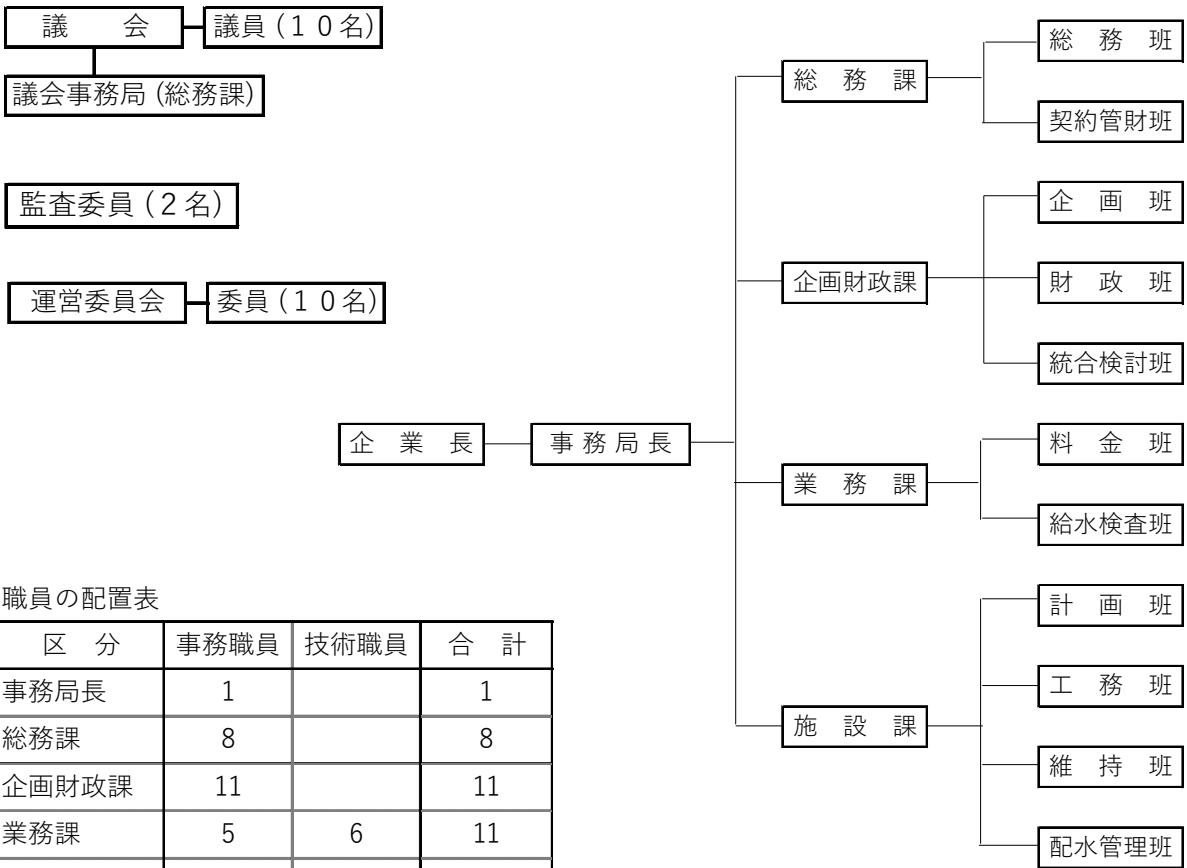 議　会
議員(１０名)
議会事務局(総務課)
監査委員(２名)
運営委員会
委員(１０名)
企　業　長
事務局長
総　務　課
総　務　班
契約管財班
企画財政課
企　画　班
財　政　班
統合検討班
業　務　課
料　金　班
給水検査班
施　設　課
計　画　班
工　務　班
維　持　班
配水管理班
職員の配置表
区　分 事務職員 技術職員 合　計
事務局長 1 1
総務課 8 8
企画財政課 11 11
業務課 5 6 11